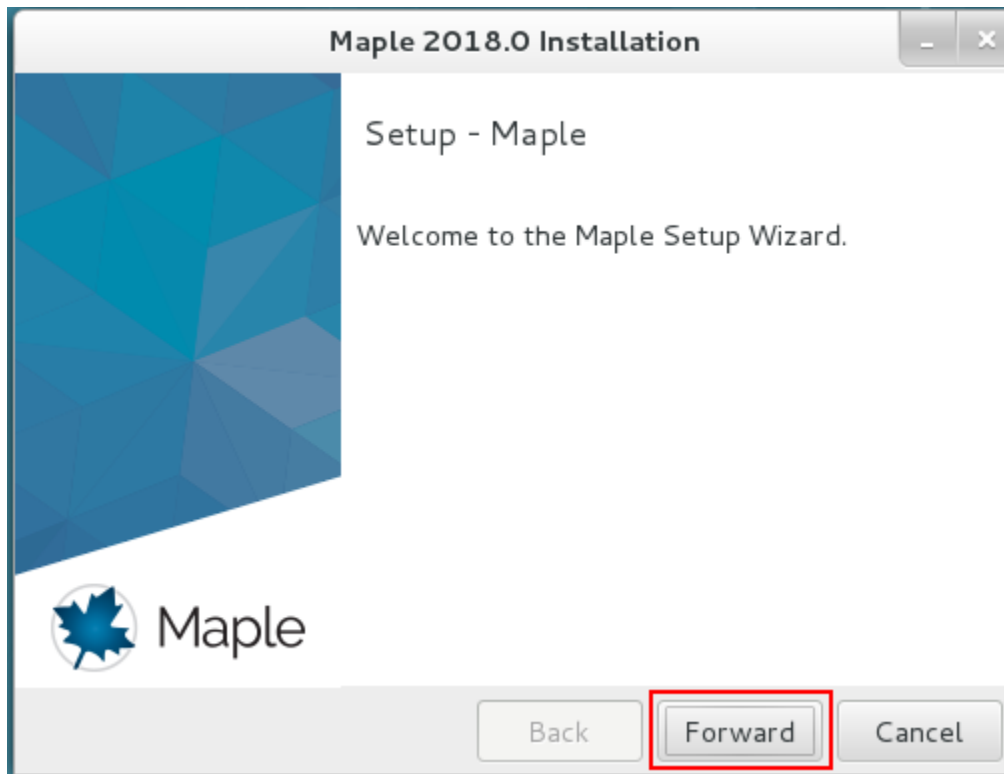 Maple 2018.0 Installation
Setup - Maple
Welcome to the Maple Setup Wizard.
Maple
Back
Forward
Cancel